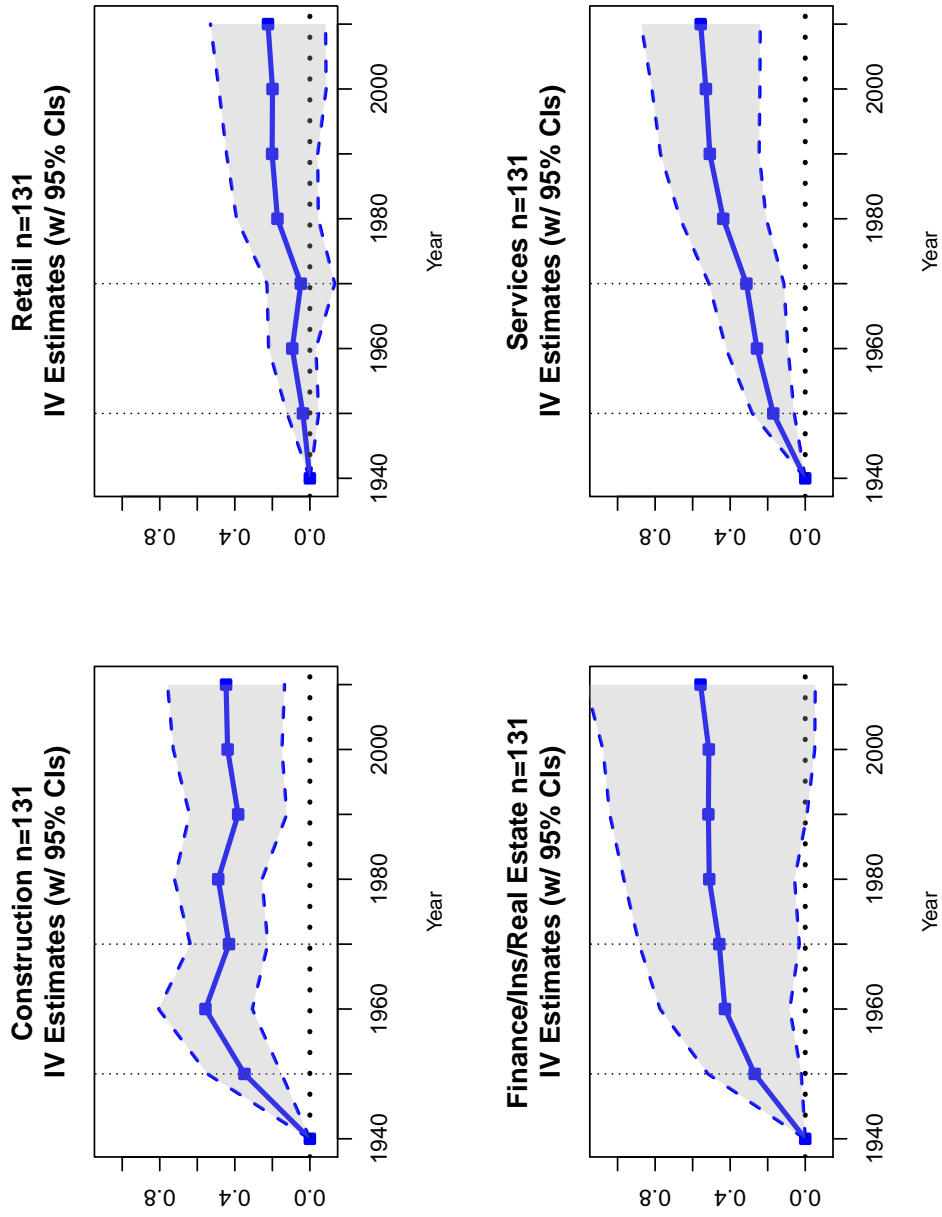 Construction n=131
IV Estimates (w/ 95% CIs)
0.0 0.4 0.8
1940 1960 1980 2000
Year
Retail n=131
IV Estimates (w/ 95% CIs)
0.0 0.4 0.8
1940 1960 1980 2000
Year
Finance/Ins/Real Estate n=131
IV Estimates (w/ 95% CIs)
0.0 0.4 0.8
1940 1960 1980 2000
Year
Services n=131
IV Estimates (w/ 95% CIs)
0.0 0.4 0.8
1940 1960 1980 2000
Year